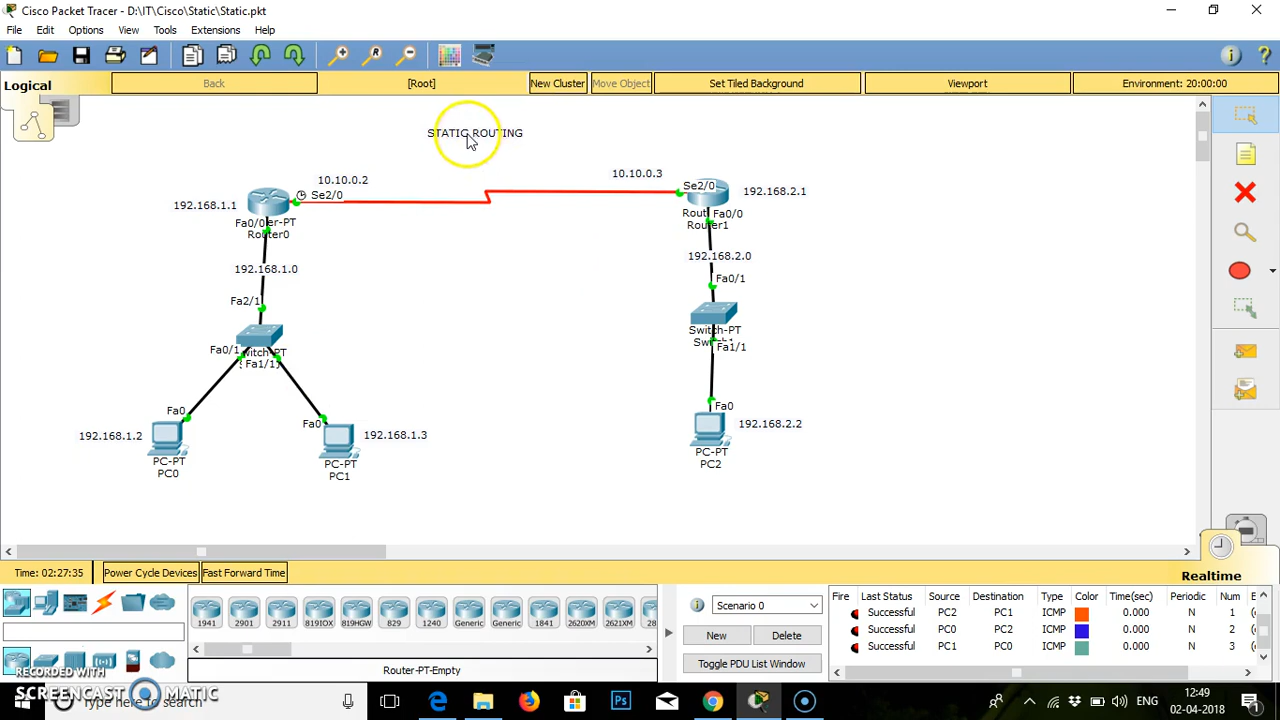 Cisco Packet Tracer - D:\IT\Cisco\Static\Static.pkt
File Edit Options View Tools Extensions Help
Logical
Back
[Root]
New Cluster
Move Object
Set Tiled Background
Viewport
Environment: 20:00:00
STATIC ROUTING
10.10.0.2
10.10.0.3
Se2/0
Se2/0
192.168.1.1
192.168.2.1
Fa0/0
Fa0/0
Router0
Router1
192.168.1.0
192.168.2.0
Fa2/1
Fa0/1
Switch-PT
Fa0/1
Fa1/1
Fa1/1
Fa0
Fa0
Fa0
192.168.1.2
192.168.1.3
192.168.2.2
PC-PT
PC0
PC-PT
PC1
PC-PT
PC2
Time: 02:27:35
Power Cycle Devices
Fast Forward Time
Realtime
1941
2901
2911
819IOX
819HGW
829
1240
Generic
Generic
1841
2620XM
2621XM
28
Router-PT-Empty
Scenario 0
New
Delete
Toggle PDU List Window
Fire Last Status Source Destination Type Color Time(sec) Periodic Num E
Successful PC2 PC1 ICMP 0.000 N 1
Successful PC0 PC2 ICMP 0.000 N 2
Successful PC1 PC0 ICMP 0.000 N 3
RECORDED WITH
SCREENCAST MATIC
Type here to search
ENG
12:49
02-04-2018